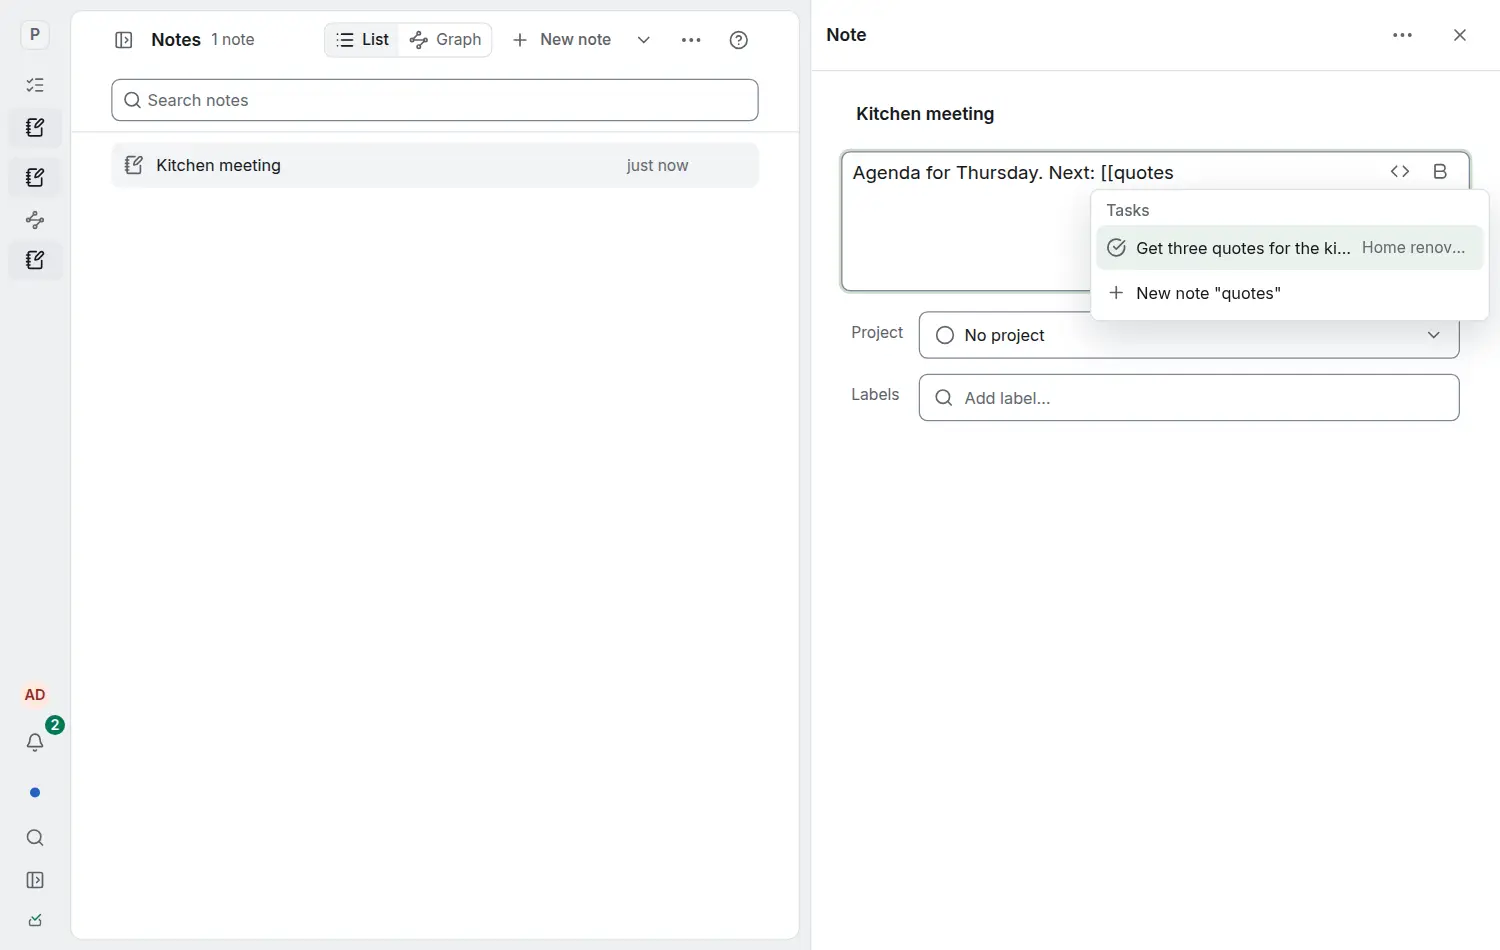 P
Notes 1 note List Graph New note
Search notes
Kitchen meeting just now
AD
2
Note
Kitchen meeting
Agenda for Thursday. Next: [[quotes
Tasks
Get three quotes for the ki... Home renov...
New note "quotes"
Project No project
Labels Add label...